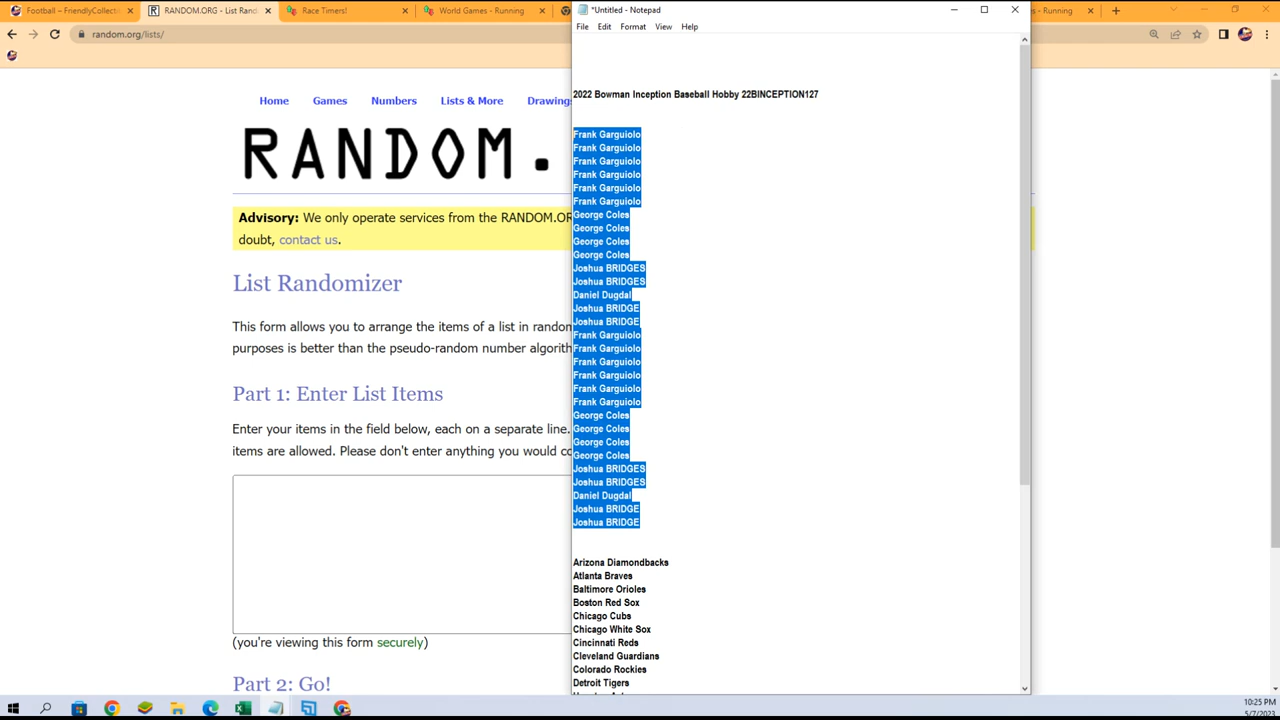 Football – FriendlyCollect
RANDOM.ORG - List Rand
Race Timers!
World Games - Running
es - Running
*Untitled - Notepad
random.org/lists/
File Edit Format View Help
Home Games Numbers Lists & More Drawings
RANDOM.
Advisory: We only operate services from the RANDOM.OR
doubt, contact us.
List Randomizer
This form allows you to arrange the items of a list in random
purposes is better than the pseudo-random number algorith
Part 1: Enter List Items
Enter your items in the field below, each on a separate line.
items are allowed. Please don't enter anything you would co
(you're viewing this form securely)
Part 2: Go!
2022 Bowman Inception Baseball Hobby 22BINCEPTION127
Frank Garguiolo
Frank Garguiolo
Frank Garguiolo
Frank Garguiolo
Frank Garguiolo
Frank Garguiolo
George Coles
George Coles
George Coles
George Coles
Joshua BRIDGES
Joshua BRIDGES
Daniel Dugdal
Joshua BRIDGE
Joshua BRIDGE
Frank Garguiolo
Frank Garguiolo
Frank Garguiolo
Frank Garguiolo
Frank Garguiolo
Frank Garguiolo
George Coles
George Coles
George Coles
George Coles
Joshua BRIDGES
Joshua BRIDGES
Daniel Dugdal
Joshua BRIDGE
Joshua BRIDGE
Arizona Diamondbacks
Atlanta Braves
Baltimore Orioles
Boston Red Sox
Chicago Cubs
Chicago White Sox
Cincinnati Reds
Cleveland Guardians
Colorado Rockies
Detroit Tigers
10:25 PM
5/7/2023